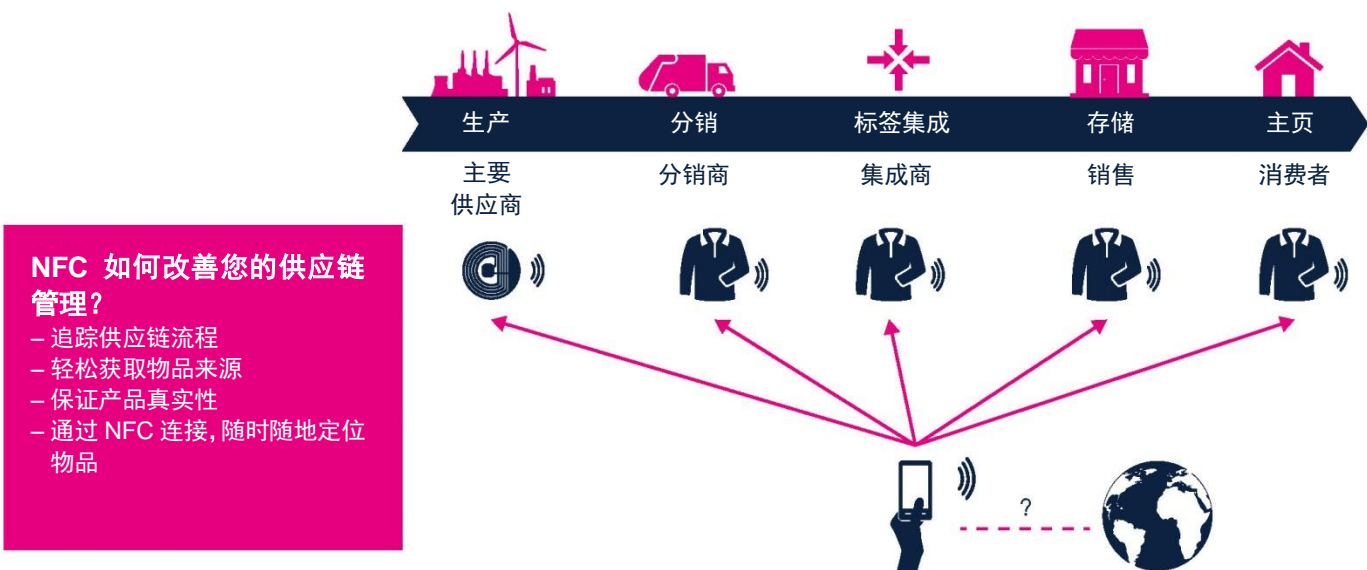 生产
分销
标签集成
存储
主页
主要
供应商
分销商
集成商
销售
消费者
NFC 如何改善您的供应链
管理？
– 追踪供应链流程
– 轻松获取物品来源
– 保证产品真实性
– 通过 NFC 连接，随时随地定位
物品
?